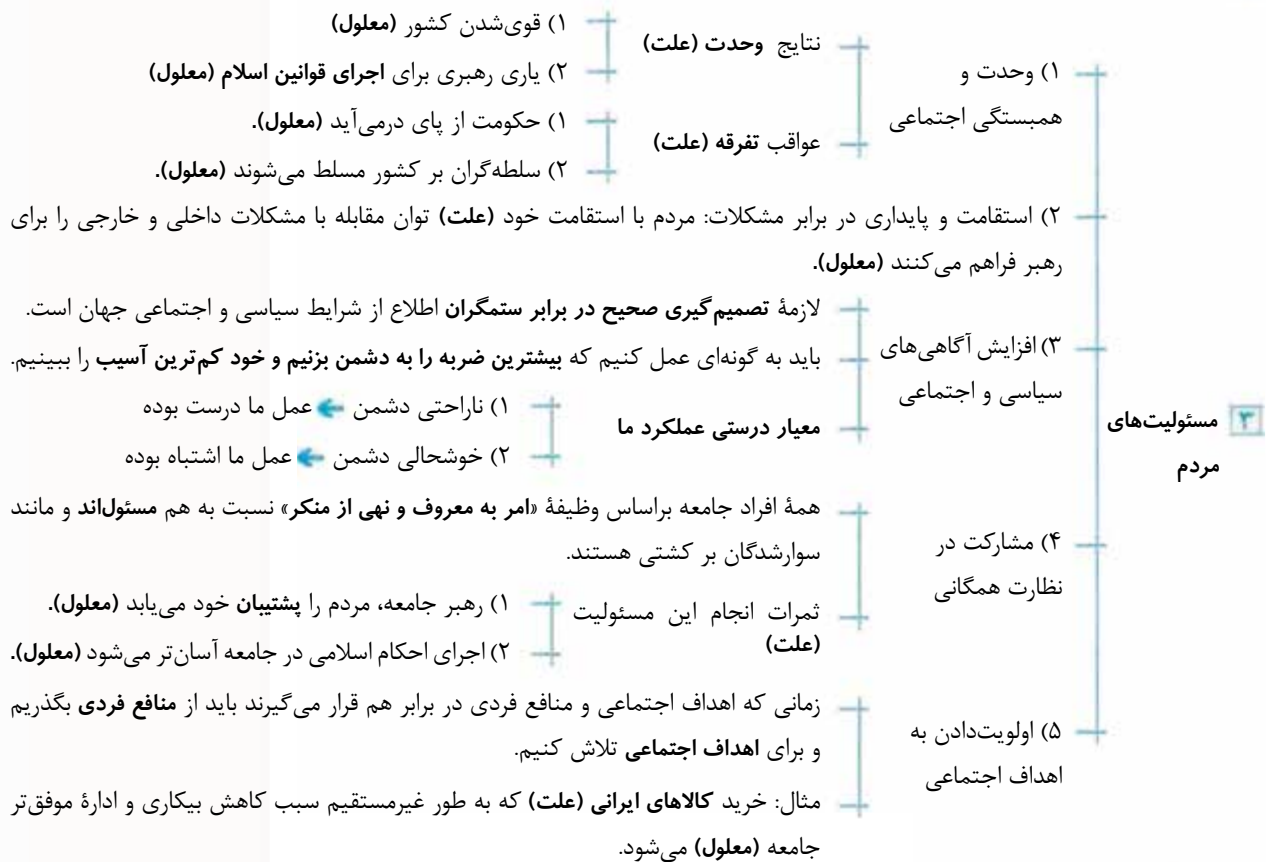 ۳ مسئولیت‌های
مردم
۱) وحدت و
همبستگی اجتماعی
نتایج وحدت (علت)
۱) قوی‌شدن کشور (معلول)
۲) یاری رهبری برای اجرای قوانین اسلام (معلول)
عواقب تفرقه (علت)
۱) حکومت از پای درمی‌آید (معلول).
۲) سلطه‌گران بر کشور مسلط می‌شوند (معلول).
۲) استقامت و پایداری در برابر مشکلات: مردم با استقامت خود (علت) توان مقابله با مشکلات داخلی و خارجی را برای
رهبر فراهم می‌کنند (معلول).
۳) افزایش آگاهی‌های
سیاسی و اجتماعی
لازمۀ تصمیم‌گیری صحیح در برابر ستمگران اطلاع از شرایط سیاسی و اجتماعی جهان است.
باید به گونه‌ای عمل کنیم که بیشترین ضربه را به دشمن بزنیم و خود کم‌ترین آسیب را ببینیم.
معیار درستی عملکرد ما
۱) ناراحتی دشمن ← عمل ما درست بوده
۲) خوشحالی دشمن ← عمل ما اشتباه بوده
۴) مشارکت در
نظارت همگانی
همۀ افراد جامعه براساس وظیفۀ «امر به معروف و نهی از منکر» نسبت به هم مسئول‌اند و مانند
سوارشدگان بر کشتی هستند.
ثمرات انجام این مسئولیت
(علت)
۱) رهبر جامعه، مردم را پشتیبان خود می‌یابد (معلول).
۲) اجرای احکام اسلامی در جامعه آسان‌تر می‌شود (معلول).
۵) اولویت‌دادن به
اهداف اجتماعی
زمانی که اهداف اجتماعی و منافع فردی در برابر هم قرار می‌گیرند باید از منافع فردی بگذریم
و برای اهداف اجتماعی تلاش کنیم.
مثال: خرید کالاهای ایرانی (علت) که به طور غیرمستقیم سبب کاهش بیکاری و ادارۀ موفق‌تر
جامعه (معلول) می‌شود.